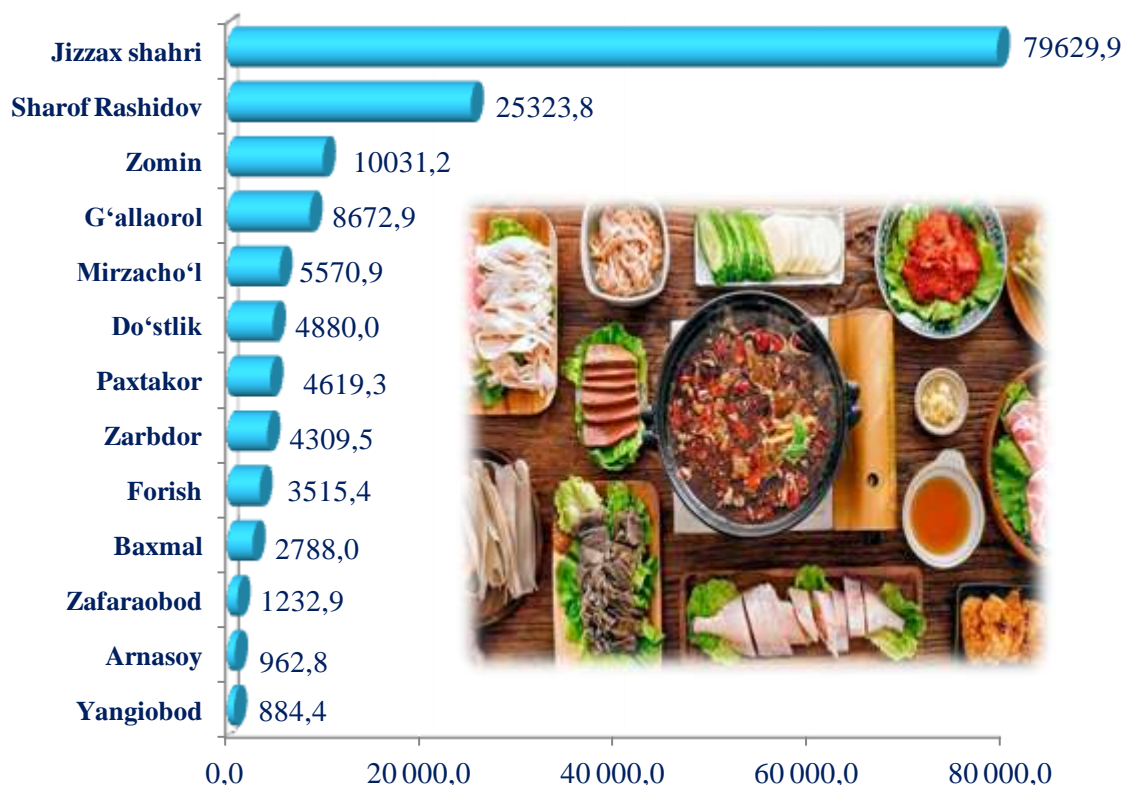 Jizzax shahri 79629,9
Sharof Rashidov 25323,8
Zomin 10031,2
G‘allaorol 8672,9
Mirzacho‘l 5570,9
Do‘stlik 4880,0
Paxtakor 4619,3
Zarbdor 4309,5
Forish 3515,4
Baxmal 2788,0
Zafaraobod 1232,9
Arnasoy 962,8
Yangiobod 884,4
0,0 20 000,0 40 000,0 60 000,0 80 000,0